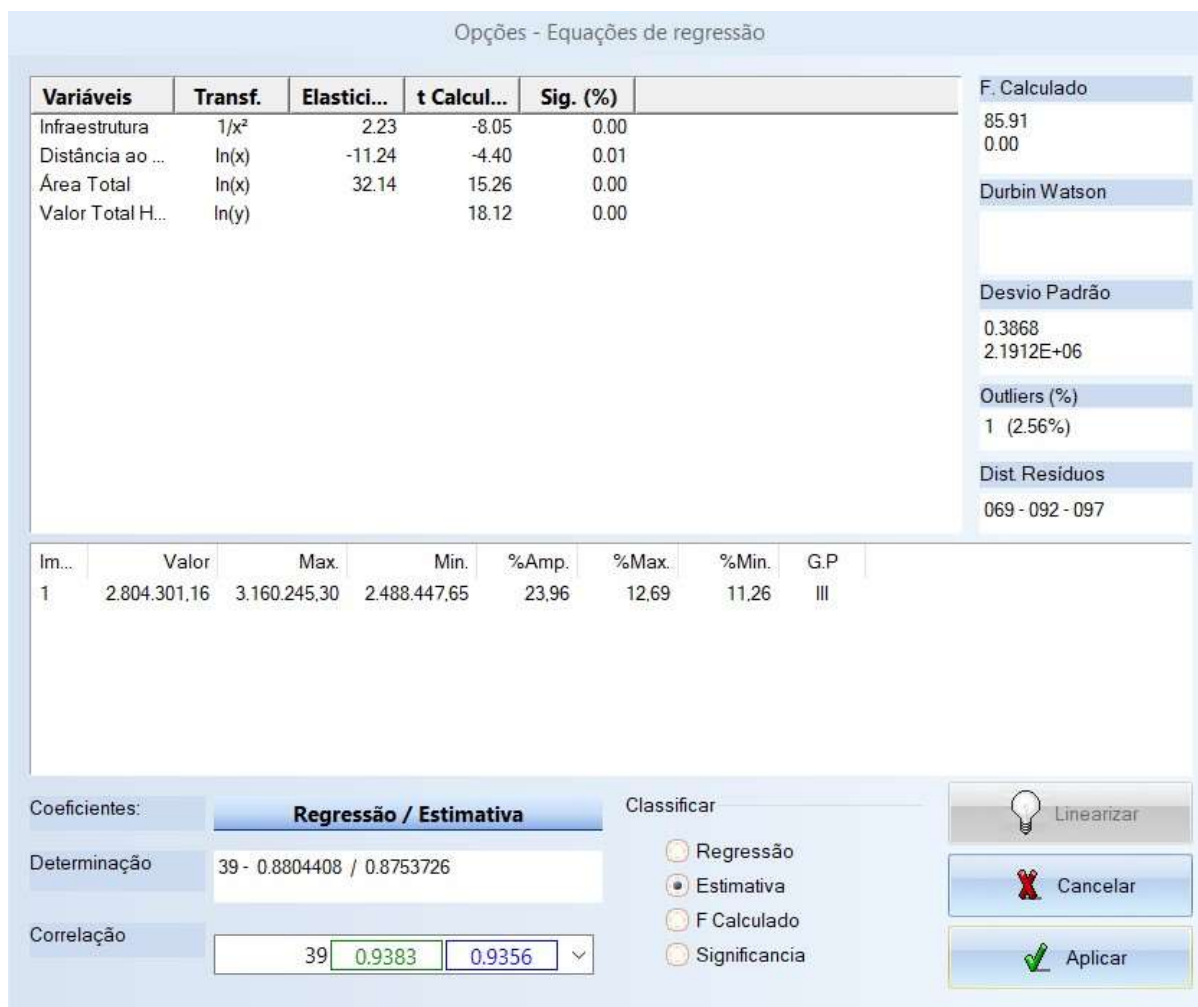 Opções - Equações de regressão
Variáveis Transf. Elastici... t Calcul... Sig. (%)
Infraestrutura 1/x² 2.23 -8.05 0.00
Distância ao ... ln(x) -11.24 -4.40 0.01
Área Total ln(x) 32.14 15.26 0.00
Valor Total H... ln(y) 18.12 0.00
F. Calculado
85.91
0.00
Durbin Watson
Desvio Padrão
0.3868
2.1912E+06
Outliers (%)
1 (2.56%)
Dist. Resíduos
069 - 092 - 097
Im... Valor Max. Min. %Amp. %Max. %Min. G.P
1 2.804.301,16 3.160.245,30 2.488.447,65 23,96 12,69 11,26 III
Coeficientes: Regressão / Estimativa
Determinação 39 - 0.8804408 / 0.8753726
Correlação 39 0.9383 0.9356
Classificar
Regressão
Estimativa
F Calculado
Significancia
Linearizar
Cancelar
Aplicar